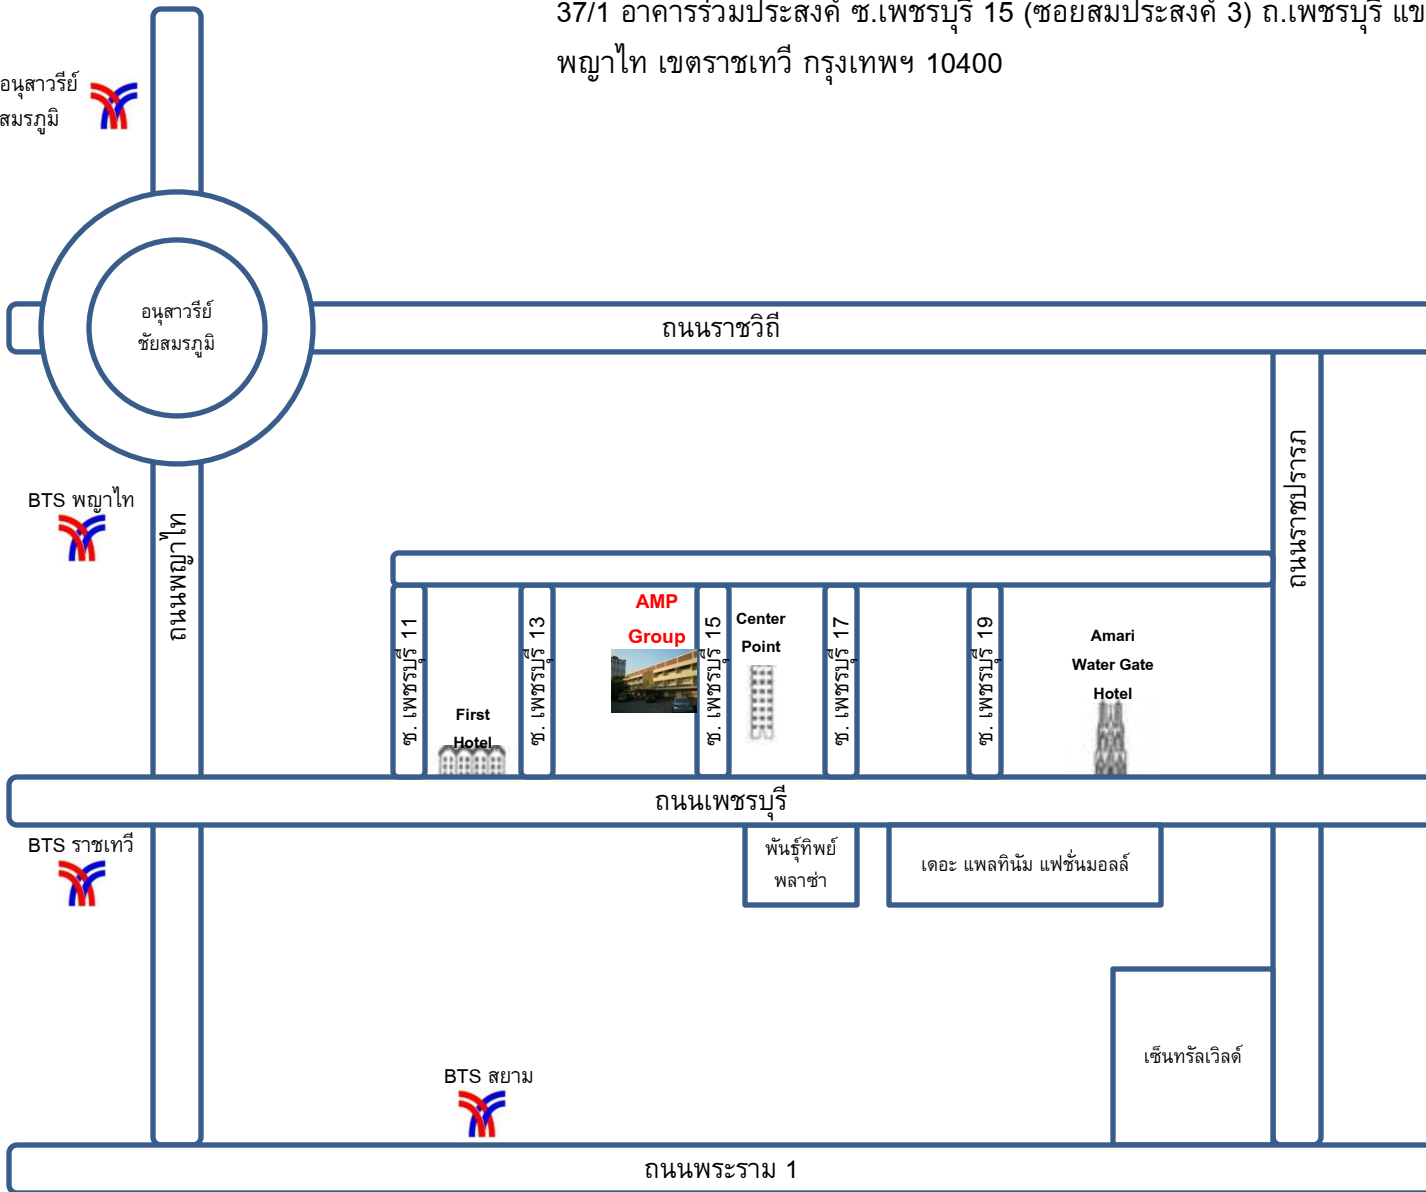 37/1 อาคารร่วมประสงค์ ซ.เพชรบุรี 15 (ซอยสมประสงค์ 3) ถ.เพชรบุรี แข
พญาไท เขตราชเทวี กรุงเทพฯ 10400
อนุสาวรีย์
สมรภูมิ
อนุสาวรีย์
ชัยสมรภูมิ
ถนนราชวิถี
ถนนราชปรารภ
BTS พญาไท
ถนนพญาไท
ซ. เพชรบุรี 11
First
Hotel
ซ. เพชรบุรี 13
AMP
Group
ซ. เพชรบุรี 15
Center
Point
ซ. เพชรบุรี 17
ซ. เพชรบุรี 19
Amari
Water Gate
Hotel
ถนนเพชรบุรี
BTS ราชเทวี
พันธุ์ทิพย์
พลาซ่า
เดอะ แพลทินัม แฟชั่นมอลล์
เซ็นทรัลเวิลด์
BTS สยาม
ถนนพระราม 1